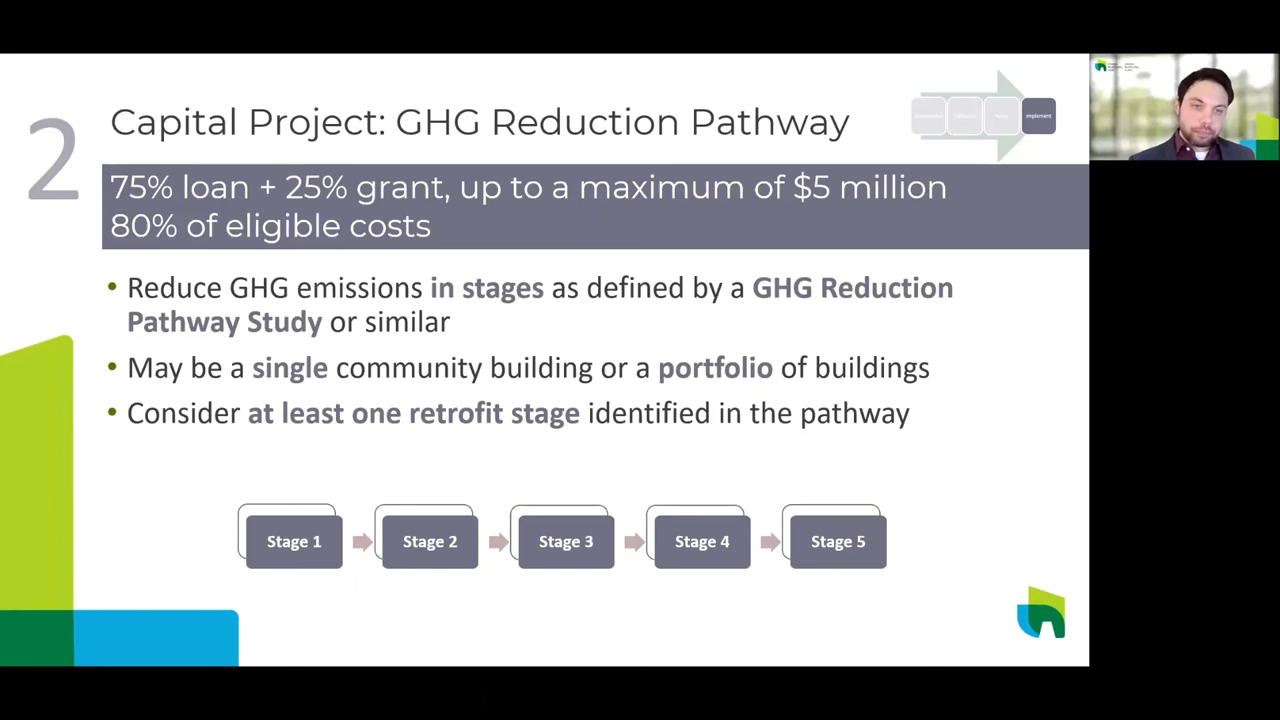 2
Capital Project: GHG Reduction Pathway
Implement
75% loan + 25% grant, up to a maximum of $5 million
80% of eligible costs
• Reduce GHG emissions in stages as defined by a GHG Reduction
Pathway Study or similar
• May be a single community building or a portfolio of buildings
• Consider at least one retrofit stage identified in the pathway
Stage 1
Stage 2
Stage 3
Stage 4
Stage 5